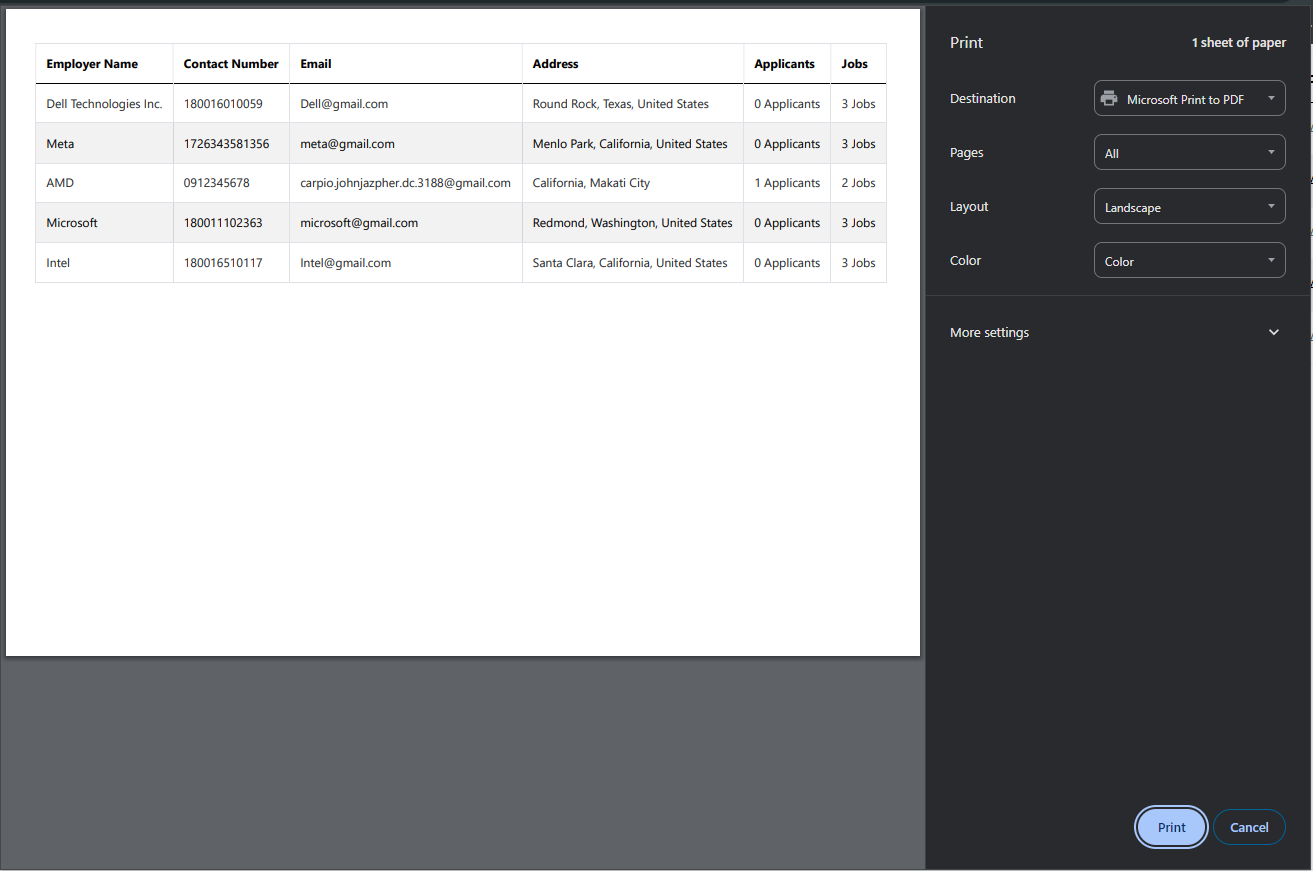 Print 1 sheet of paper
Employer Name Contact Number Email Address Applicants Jobs
Dell Technologies Inc. 180016010059 Dell@gmail.com Round Rock, Texas, United States 0 Applicants 3 Jobs
Meta 1726343581356 meta@gmail.com Menlo Park, California, United States 0 Applicants 3 Jobs
AMD 0912345678 carpio.johnjazpher.dc.3188@gmail.com California, Makati City 1 Applicants 2 Jobs
Microsoft 180011102363 microsoft@gmail.com Redmond, Washington, United States 0 Applicants 3 Jobs
Intel 180016510117 Intel@gmail.com Santa Clara, California, United States 0 Applicants 3 Jobs
Destination Microsoft Print to PDF
Pages All
Layout Landscape
Color Color
More settings
Print Cancel